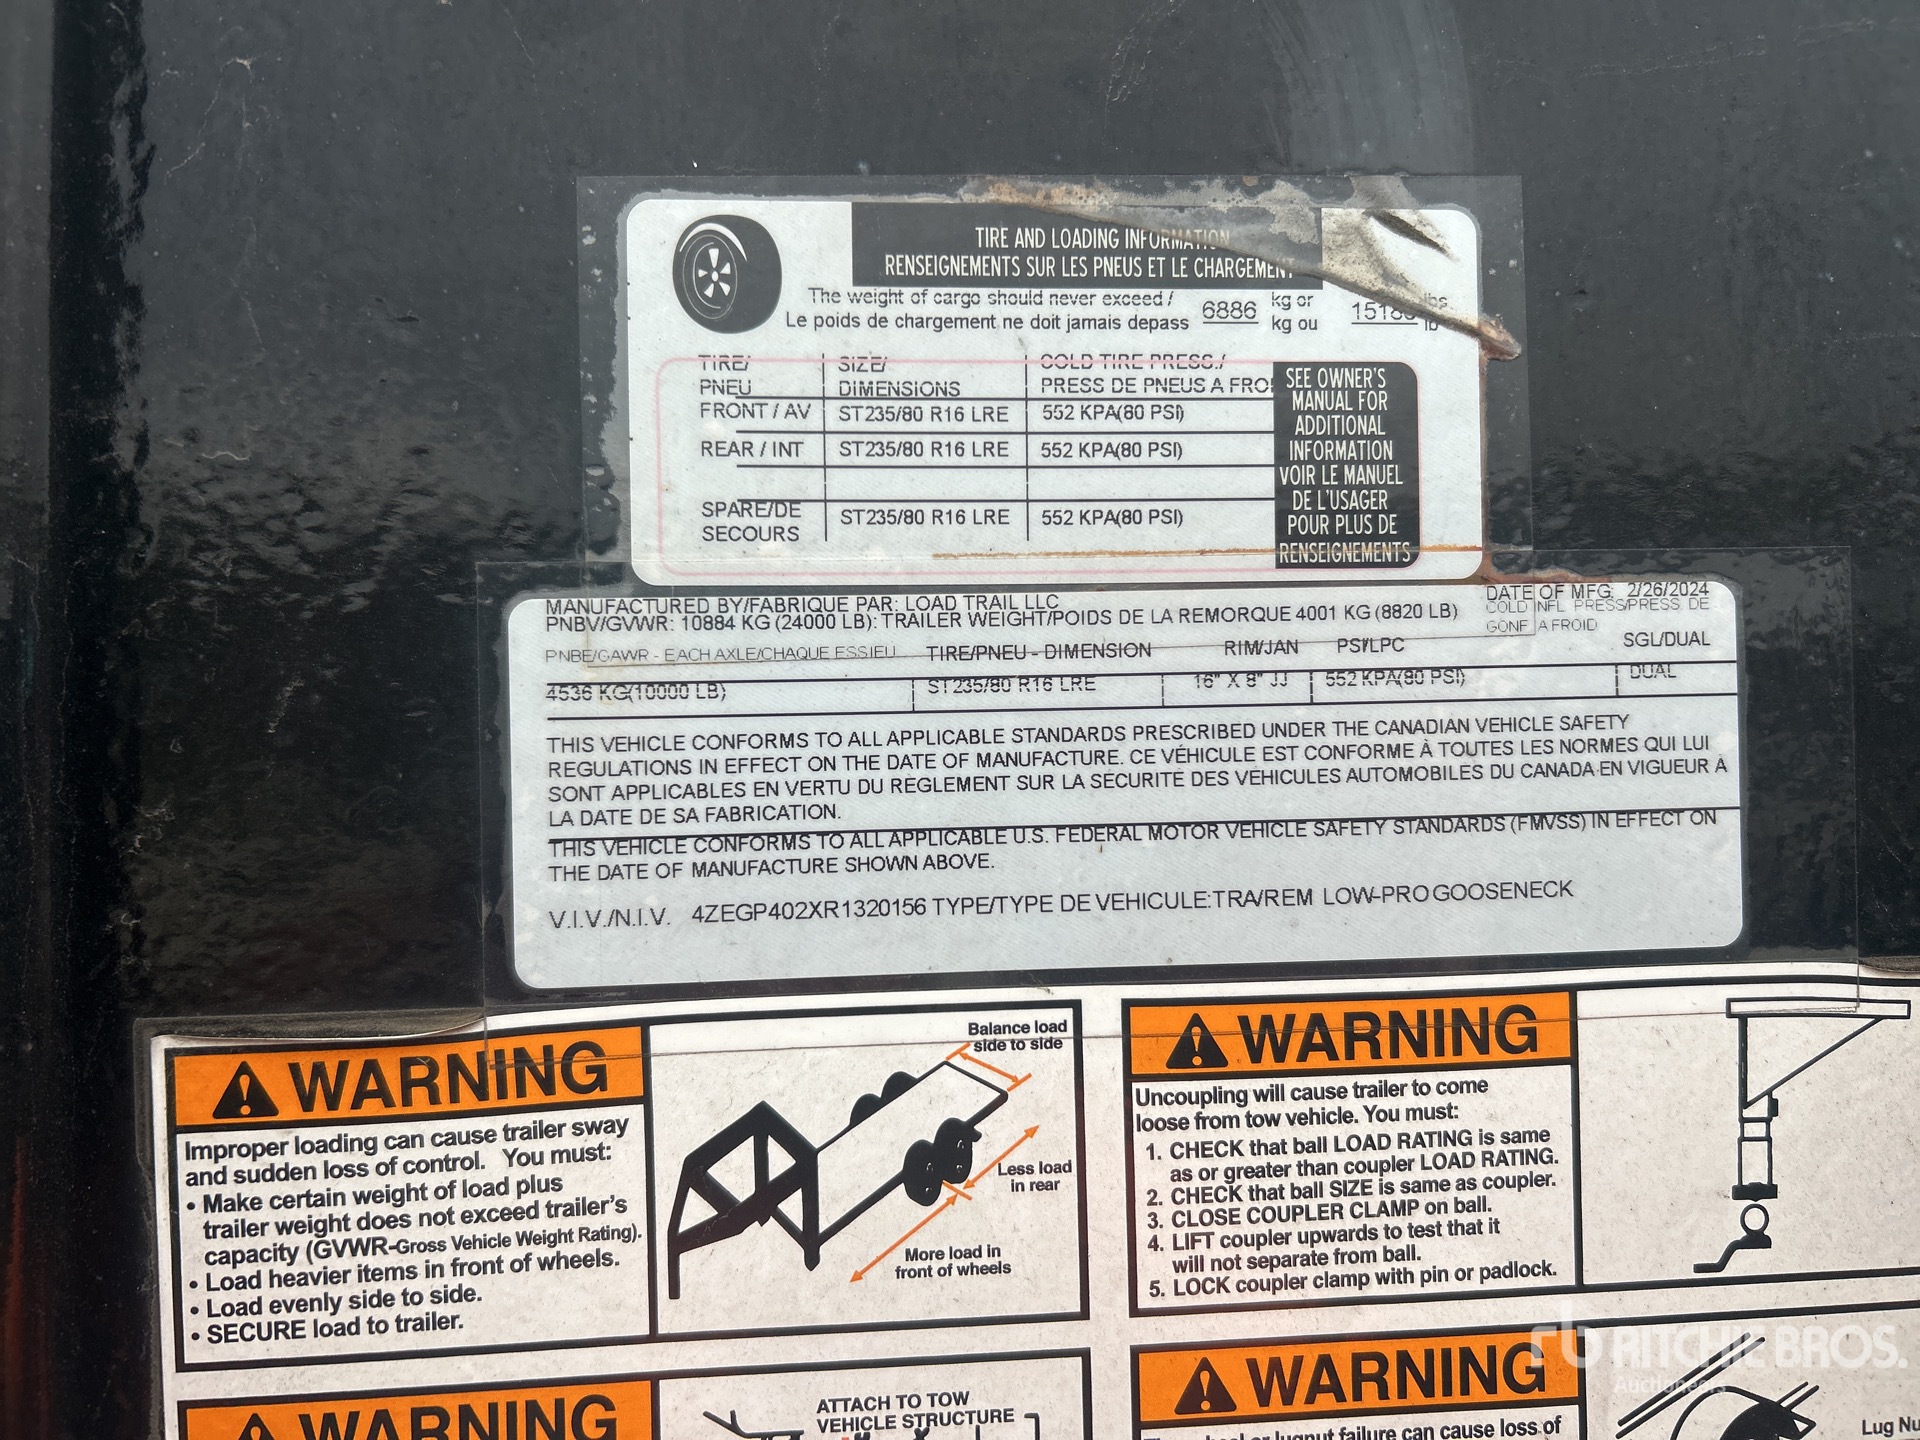 TIRE AND LOADING INFORMATION
RENSEIGNEMENTS SUR LES PNEUS ET LE CHARGEMENT
The weight of cargo should never exceed / 6886 kg or lbs
Le poids de chargement ne doit jamais depass kg ou lb
TIRE/ SIZE/ COLD TIRE PRESS./
PNEU DIMENSIONS PRESS DE PNEUS A FROI
FRONT / AV ST235/80 R16 LRE 552 KPA(80 PSI)
REAR / INT ST235/80 R16 LRE 552 KPA(80 PSI)
SPARE/DE SECOURS ST235/80 R16 LRE 552 KPA(80 PSI)
SEE OWNER'S
MANUAL FOR
ADDITIONAL
INFORMATION
VOIR LE MANUEL
DE L'USAGER
POUR PLUS DE
RENSEIGNEMENTS
MANUFACTURED BY/FABRIQUE PAR: LOAD TRAIL LLC DATE OF MFG: 2/26/2024
PNBV/GVWR: 10884 KG (24000 LB): TRAILER WEIGHT/POIDS DE LA REMORQUE 4001 KG (8820 LB) COLD INFL PRESS/PRESS DE
GONF A FROID
PNBE/GAWR - EACH AXLE/CHAQUE ESSIEU TIRE/PNEU - DIMENSION RIM/JAN PSI/LPC SGL/DUAL
4536 KG(10000 LB) ST235/80 R16 LRE 16" X 8" JJ 552 KPA(80 PSI) DUAL
THIS VEHICLE CONFORMS TO ALL APPLICABLE STANDARDS PRESCRIBED UNDER THE CANADIAN VEHICLE SAFETY
REGULATIONS IN EFFECT ON THE DATE OF MANUFACTURE. CE VÉHICULE EST CONFORME À TOUTES LES NORMES QUI LUI
SONT APPLICABLES EN VERTU DU REGLEMENT SUR LA SÉCURITÉ DES VÉHICULES AUTOMOBILES DU CANADA EN VIGUEUR À
LA DATE DE SA FABRICATION.
THIS VEHICLE CONFORMS TO ALL APPLICABLE U.S. FEDERAL MOTOR VEHICLE SAFETY STANDARDS (FMVSS) IN EFFECT ON
THE DATE OF MANUFACTURE SHOWN ABOVE.
V.I.V./N.I.V. 4ZEGP402XR1320156 TYPE/TYPE DE VEHICULE:TRA/REM LOW-PRO GOOSENECK
WARNING
Improper loading can cause trailer sway
and sudden loss of control. You must:
• Make certain weight of load plus
trailer weight does not exceed trailer's
capacity (GVWR-Gross Vehicle Weight Rating).
• Load heavier items in front of wheels.
• Load evenly side to side.
• SECURE load to trailer.
Balance load
side to side
Less load
in rear
More load in
front of wheels
WARNING
Uncoupling will cause trailer to come
loose from tow vehicle. You must:
1. CHECK that ball LOAD RATING is same
as or greater than coupler LOAD RATING.
2. CHECK that ball SIZE is same as coupler.
3. CLOSE COUPLER CLAMP on ball.
4. LIFT coupler upwards to test that it
will not separate from ball.
5. LOCK coupler clamp with pin or padlock.
WARNING
ATTACH TO TOW
VEHICLE STRUCTURE
WARNING
or lugnut failure can cause loss of
Lug Nu
rb RITCHIE BROS.
Auctioneers